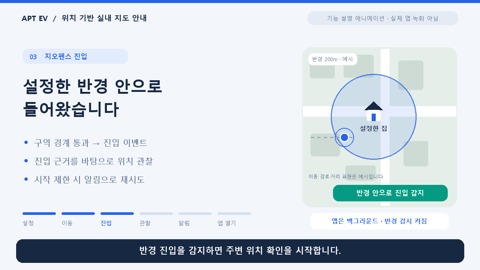 APT EV / 위치 기반 실내 지도 안내
기능 설명 애니메이션 · 실제 앱 녹화 아님
03 지오펜스 진입
설정한 반경 안으로
들어왔습니다
• 구역 경계 통과 → 진입 이벤트
• 진입 근거를 바탕으로 위치 관찰
• 시작 제한 시 알림으로 재시도
설정 이동 진입 관찰 알림 앱 열기
반경 200m · 예시
설정한 집
이동 경로·거리 표현은 예시입니다
반경 안으로 진입 감지
앱은 백그라운드 · 반경 감시 켜짐
반경 진입을 감지하면 주변 위치 확인을 시작합니다.